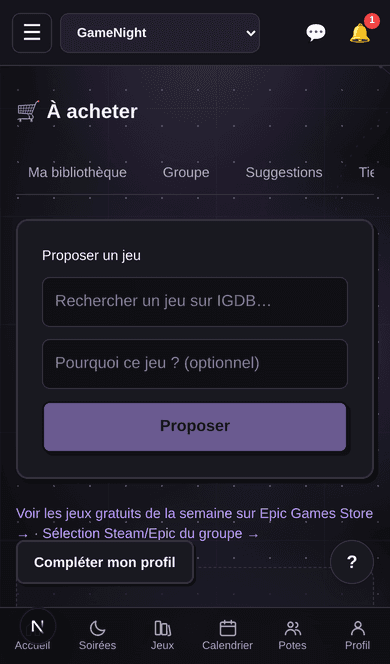 GameNight
1
À acheter
Ma bibliothèque Groupe Suggestions Tie
Proposer un jeu
Rechercher un jeu sur IGDB…
Pourquoi ce jeu ? (optionnel)
Proposer
Voir les jeux gratuits de la semaine sur Epic Games Store
→ · Sélection Steam/Epic du groupe →
Compléter mon profil
?
N
Accueil Soirées Jeux Calendrier Potes Profil